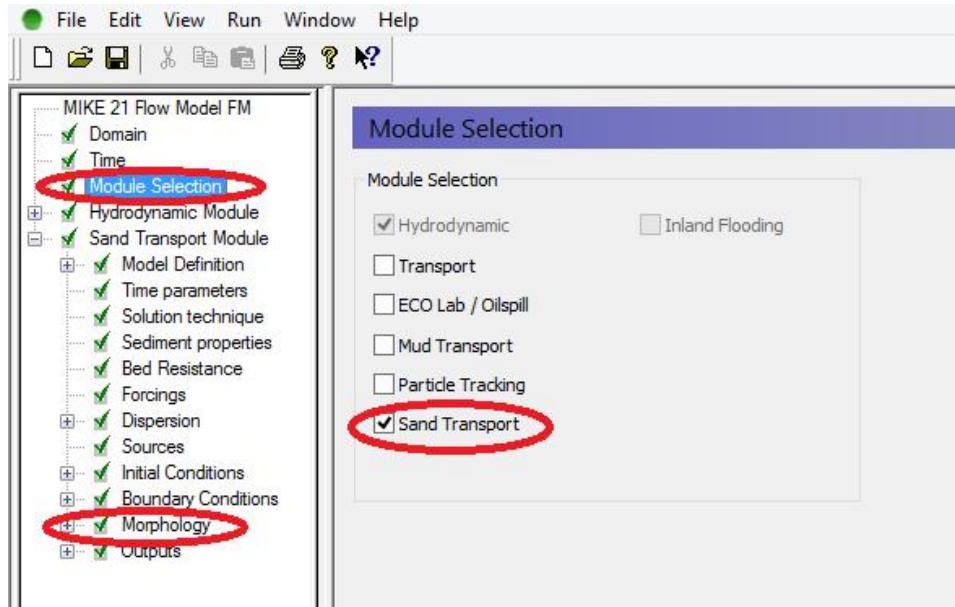 File Edit View Run Window Help
MIKE 21 Flow Model FM
Domain
Time
Module Selection
Hydrodynamic Module
Sand Transport Module
Model Definition
Time parameters
Solution technique
Sediment properties
Bed Resistance
Forcings
Dispersion
Sources
Initial Conditions
Boundary Conditions
Morphology
Outputs
Module Selection
Module Selection
Hydrodynamic Inland Flooding
Transport
ECO Lab / Oilspill
Mud Transport
Particle Tracking
Sand Transport